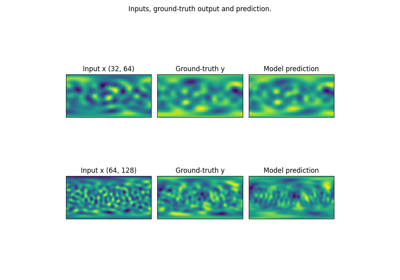 Inputs, ground-truth output and prediction.
Input x (32, 64) Ground-truth y Model prediction
Input x (64, 128) Ground-truth y Model prediction